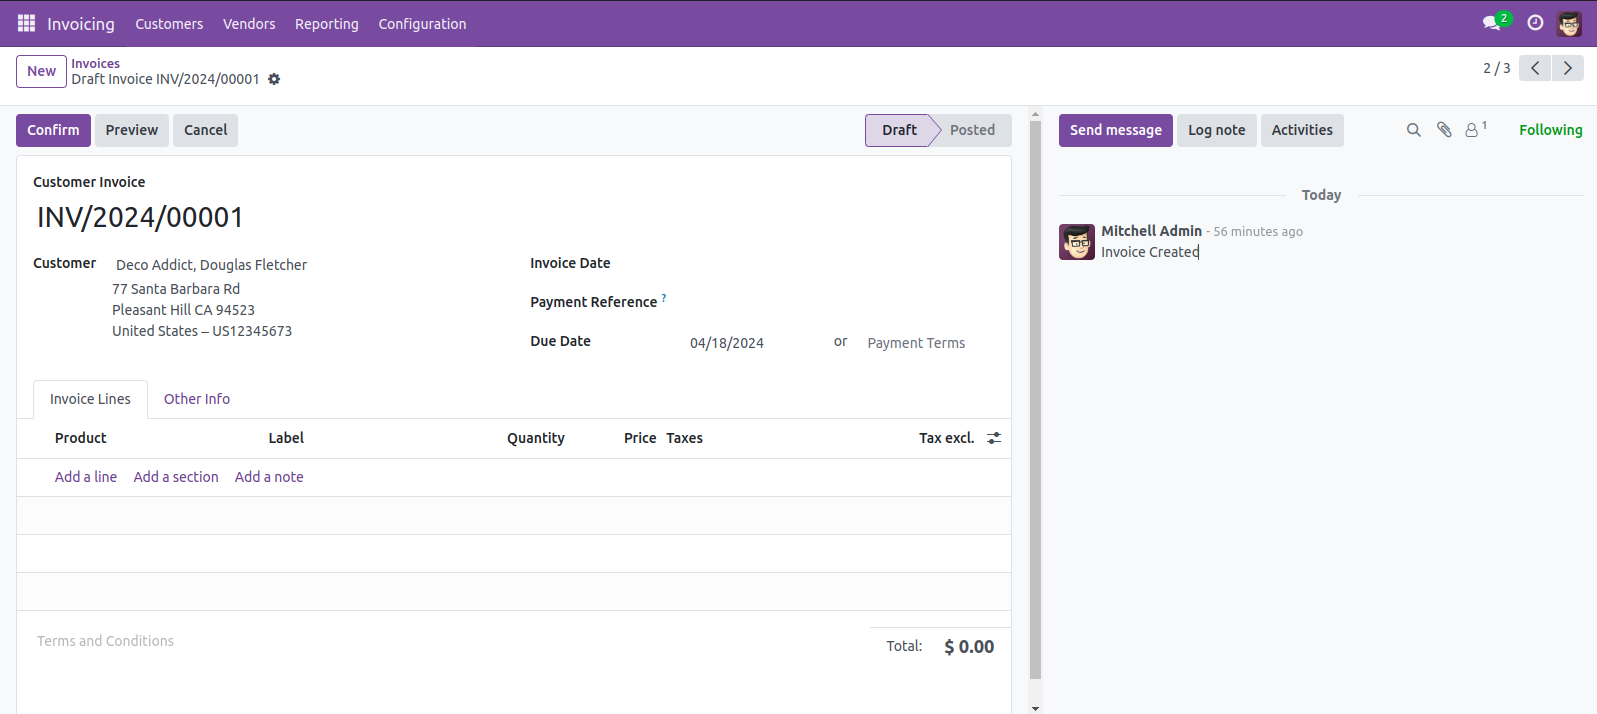 Invoicing Customers Vendors Reporting Configuration 2
New Invoices
Draft Invoice INV/2024/00001 2 / 3
Confirm Preview Cancel Draft Posted
Customer Invoice
INV/2024/00001
Customer Deco Addict, Douglas Fletcher
77 Santa Barbara Rd
Pleasant Hill CA 94523
United States – US12345673
Invoice Date
Payment Reference ?
Due Date 04/18/2024 or Payment Terms
Invoice Lines Other Info
Product Label Quantity Price Taxes Tax excl.
Add a line Add a section Add a note
Terms and Conditions
Total: $ 0.00
Send message Log note Activities 1 Following
Today
Mitchell Admin - 56 minutes ago
Invoice Created